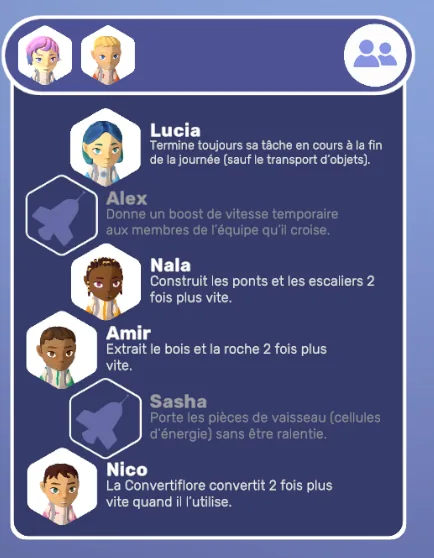 Lucia
Termine toujours sa tâche en cours à la fin
de la journée (sauf le transport d'objets).
Alex
Donne un boost de vitesse temporaire
aux membres de l'équipe qu'il croise.
Nala
Construit les ponts et les escaliers 2
fois plus vite.
Amir
Extrait le bois et la roche 2 fois plus
vite.
Sasha
Porte les pièces de vaisseau (cellules
d'énergie) sans être ralentie.
Nico
La Convertiflore convertit 2 fois plus
vite quand il l'utilise.